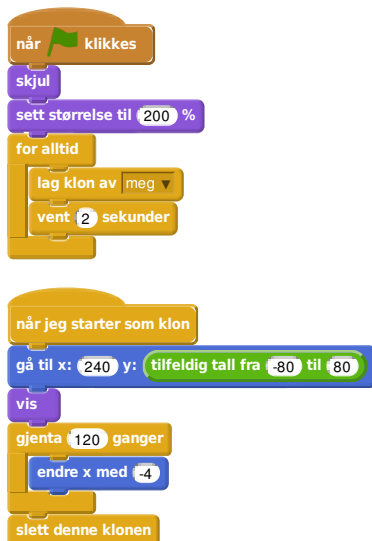 når klikkes
skjul
sett størrelse til 200 %
for alltid
lag klon av meg
vent 2 sekunder
når jeg starter som klon
gå til x: 240 y: tilfeldig tall fra -80 til 80
vis
gjenta 120 ganger
endre x med -4
slett denne klonen